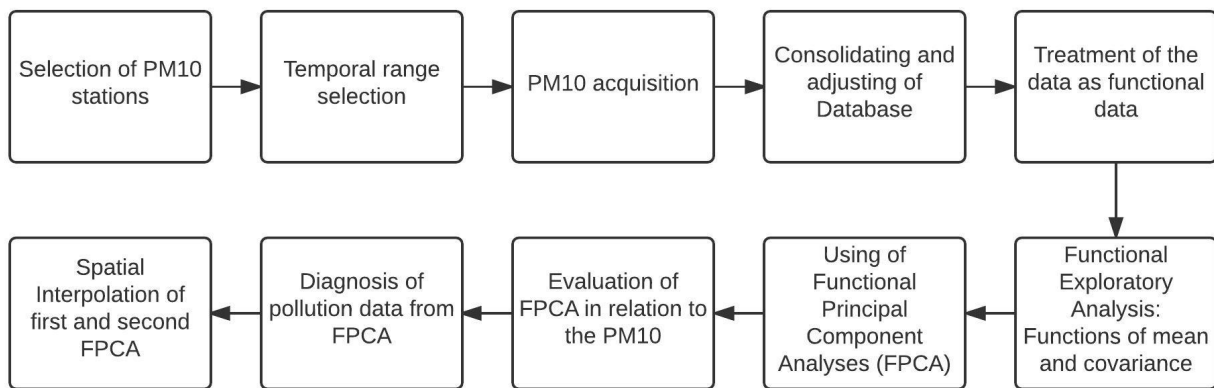 Selection of PM10
stations
Temporal range
selection
PM10 acquisition
Consolidating and
adjusting of
Database
Treatment of the
data as functional
data
Functional
Exploratory
Analysis:
Functions of mean
and covariance
Using of
Functional
Principal
Component
Analyses (FPCA)
Evaluation of
FPCA in relation to
the PM10
Diagnosis of
pollution data from
FPCA
Spatial
Interpolation of
first and second
FPCA